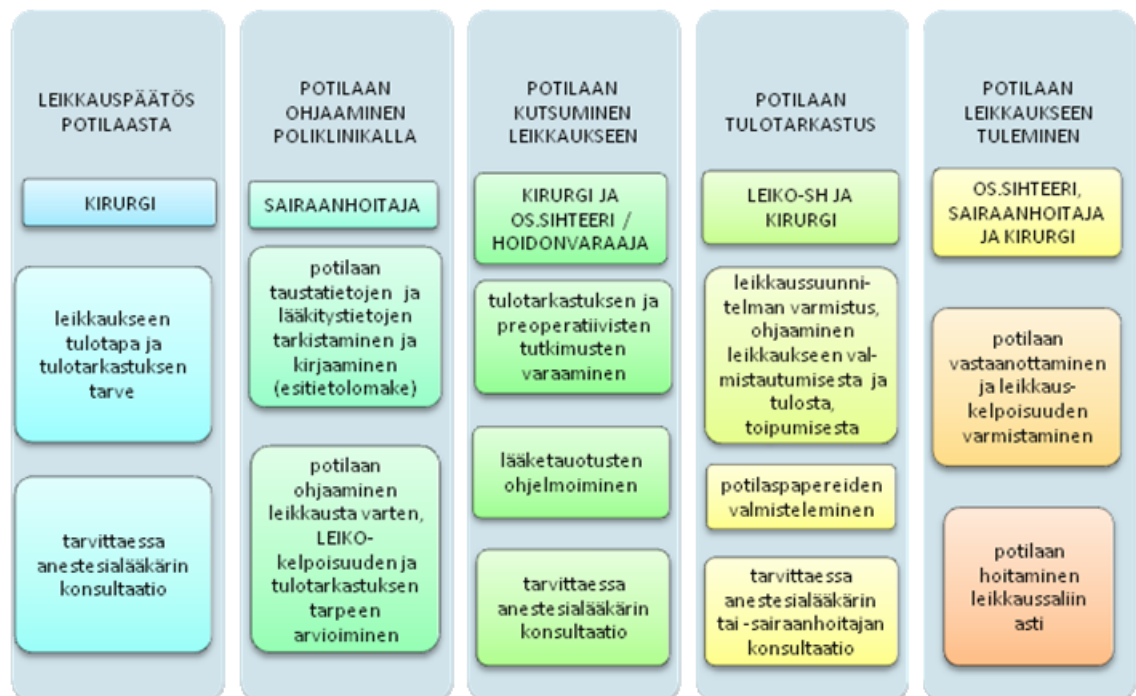 LEIKKAUSPÄÄTÖS
POTILAASTA
KIRURGI
leikkaukseen
tulotapa ja
tulotarkastuksen
tarve
tarvittaessa
anestesialääkärin
konsultaatio
POTILAAN
OHJAAMINEN
POLIKLINIKALLA
SAIRAANHOITAJA
potilaan
taustatietojen ja
lääkitystietojen
tarkistaminen ja
kirjaaminen
(esitietolomake)
potilaan
ohjaaminen
leikkausta varten,
LEIKO-
kelpoisuuden ja
tulotarkastuksen
tarpeen
arvioiminen
POTILAAN
KUTSUMINEN
LEIKKAUKSEEN
KIRURGI JA
OS.SIHTEERI /
HOIDONVARAAJA
tulotarkastuksen ja
preoperatiivisten
tutkimusten
varaaminen
lääketauotusten
ohjelmoiminen
tarvittaessa
anestesialääkärin
konsultaatio
POTILAAN
TULOTARKASTUS
LEIKO-SH JA
KIRURGI
leikkaussuunni-
telman varmistus,
ohjaaminen
leikkaukseen val-
mistautumisesta ja
tulosta,
toipumisesta
potilaspapereiden
valmisteleminen
tarvittaessa
anestesialääkärin
tai -sairaanhoitajan
konsultaatio
POTILAAN
LEIKKAUKSEEN
TULEMINEN
OS.SIHTEERI,
SAIRAANHOITAJA
JA KIRURGI
potilaan
vastaanottaminen
ja leikkaus-
kelpoisuuden
varmistaminen
potilaan
hoitaminen
leikkaussaliin
asti